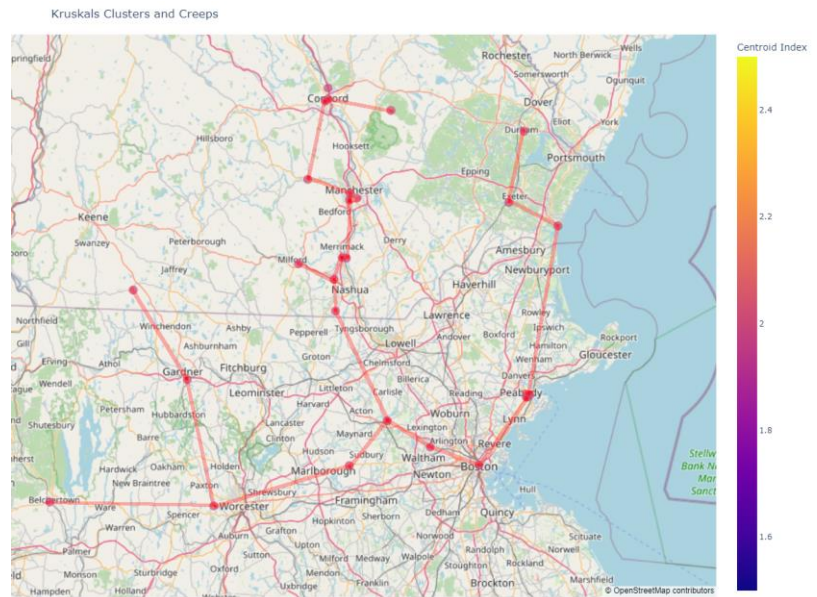 Kruskals Clusters and Creeps
Centroid Index
2.4
2.2
2
1.8
1.6
pringfield
Rochester
North Berwick
Wells
Somersworth
Ogunquit
Dover
Concord
Eliot
York
Durham
Hillsboro
Hooksett
Portsmouth
Epping
Manchester
Exeter
Bedford
Keene
Swanzey
Peterborough
Merrimack
Derry
Amesbury
Milford
Newburyport
Jaffrey
Nashua
Haverhill
Northfield
Winchendon
Ashby
Pepperell
Tyngsborough
Lawrence
Rowley
Gill
Ipswich
Rockport
Erving
Athol
Ashburnham
Groton
Lowell
Andover
Boxford
Hamilton
Gloucester
Wendell
Gardner
Fitchburg
Chelmsford
Wenham
Billerica
Danvers
Littleton
Carlisle
Reading
Peabody
Leominster
Harvard
Petersham
Hubbardston
Acton
Woburn
Shutesbury
Lancaster
Lexington
Lynn
Barre
Clinton
Maynard
Arlington
Revere
Hudson
Sudbury
Waltham
Hardwick
Oakham
Holden
Marlborough
Newton
Boston
Stellw
Bank N
Mar
Sanct
New Braintree
Paxton
Shrewsbury
Hull
Belchertown
Ware
Worcester
Framingham
Spencer
Hopkinton
Sherborn
Dedham
Quincy
Warren
Auburn
Grafton
Norwood
Scituate
Palmer
Upton
Milford
Medway
Walpole
Randolph
Norwell
Sutton
Stoughton
Rockland
Monson
Sturbridge
Oxford
Mendon
Hampden
Holland
Uxbridge
Franklin
Brockton
Marshfield
© OpenStreetMap contributors